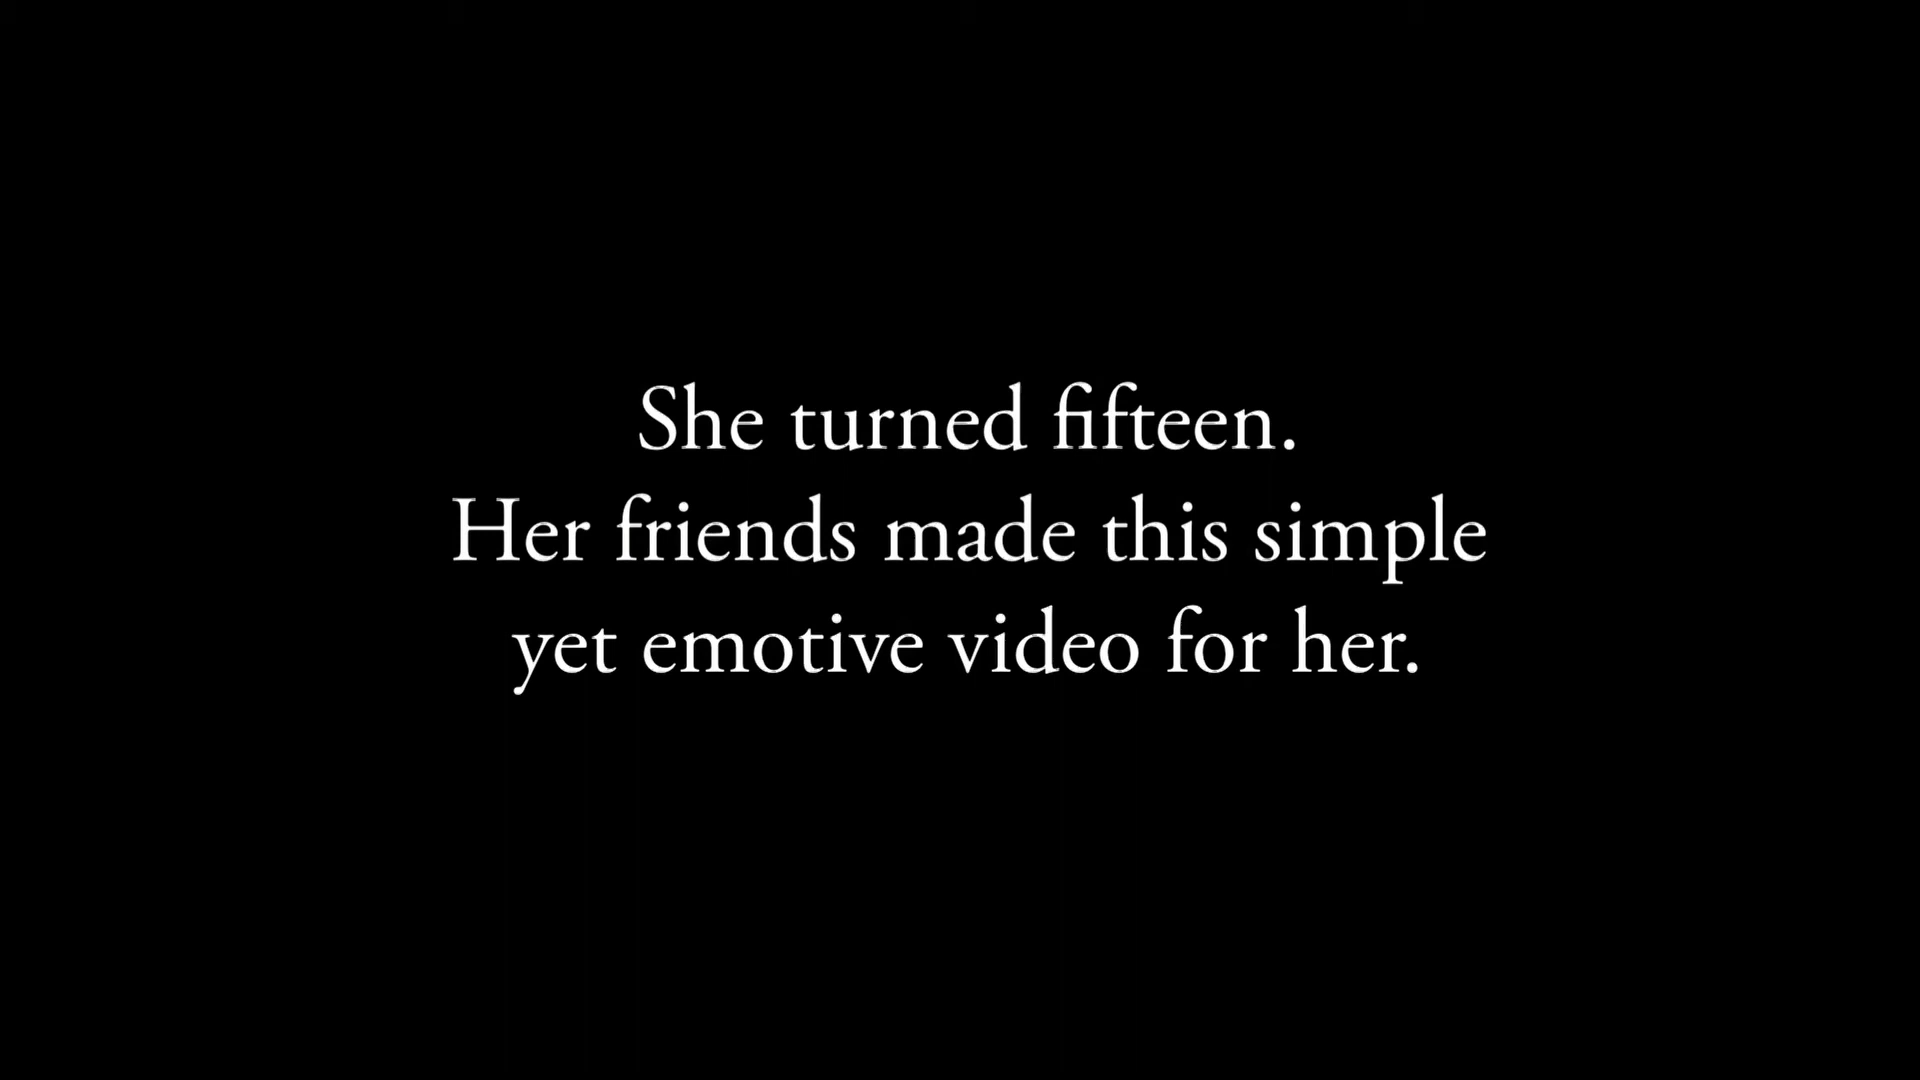 She turned fifteen.
Her friends made this simple
yet emotive video for her.